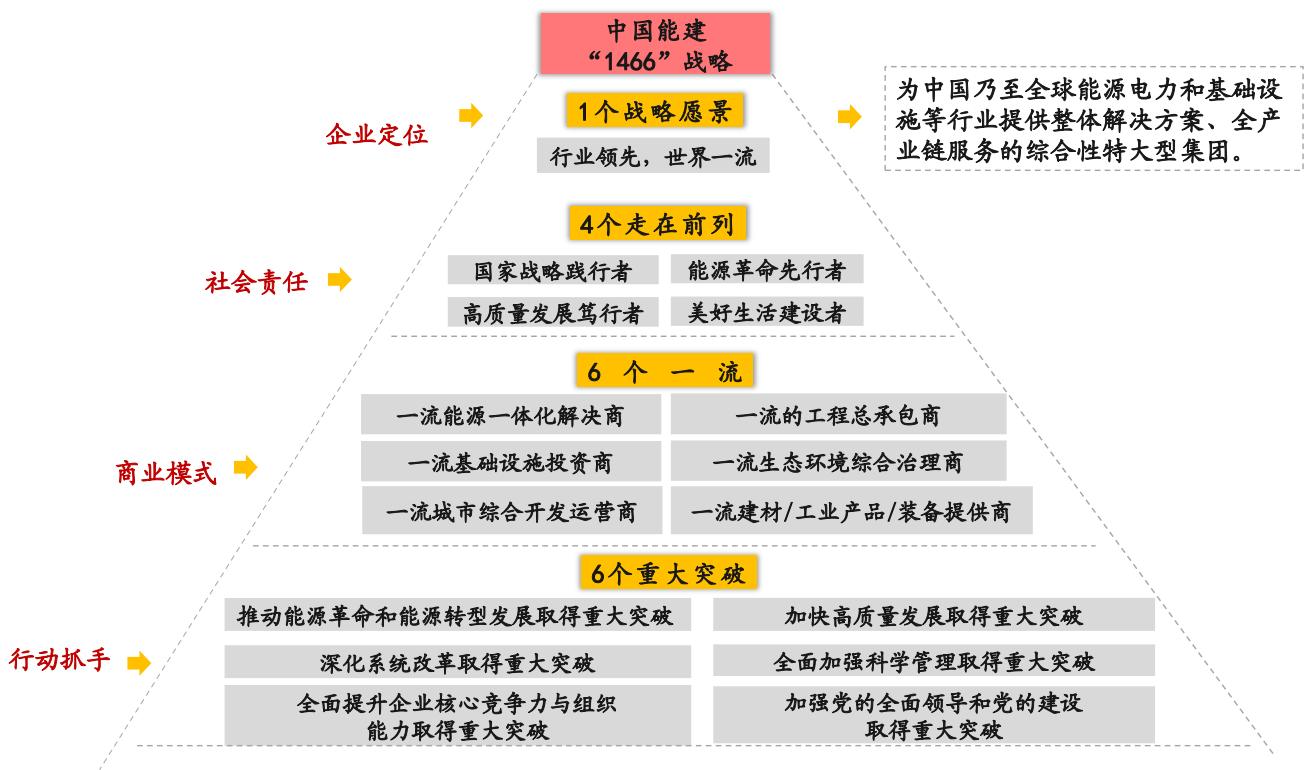 中国能建
“1466”战略
企业定位
1个战略愿景
行业领先，世界一流
为中国乃至全球能源电力和基础设
施等行业提供整体解决方案、全产
业链服务的综合性特大型集团。
社会责任
4个走在前列
国家战略践行者
能源革命先行者
高质量发展笃行者
美好生活建设者
商业模式
6个一流
一流能源一体化解决商
一流的工程总承包商
一流基础设施投资商
一流生态环境综合治理商
一流城市综合开发运营商
一流建材/工业产品/装备提供商
行动抓手
6个重大突破
推动能源革命和能源转型发展取得重大突破
加快高质量发展取得重大突破
深化系统改革取得重大突破
全面加强科学管理取得重大突破
全面提升企业核心竞争力与组织
能力取得重大突破
加强党的全面领导和党的建设
取得重大突破